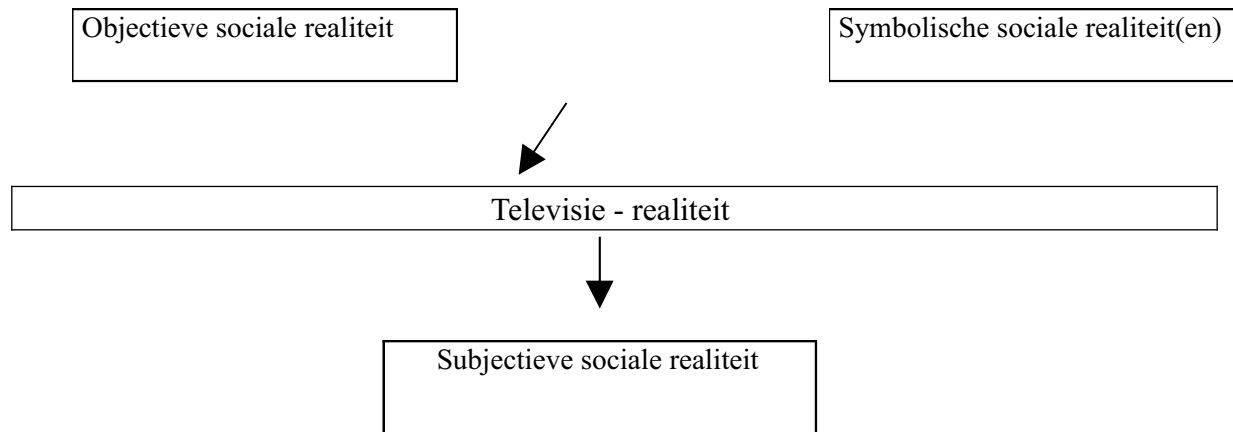 Objectieve sociale realiteit
Symbolische sociale realiteit(en)
Televisie - realiteit
Subjectieve sociale realiteit